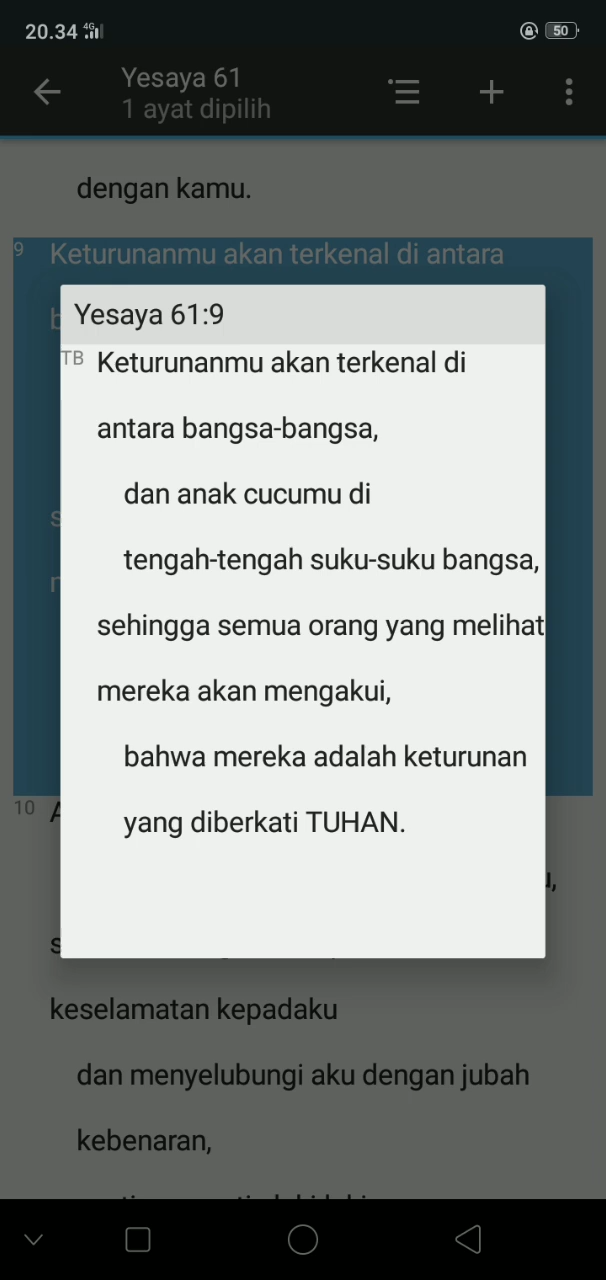 20.34 4G 50
Yesaya 61
1 ayat dipilih
dengan kamu.
9 Keturunanmu akan terkenal di antara
Yesaya 61:9
TB Keturunanmu akan terkenal di
antara bangsa-bangsa,
dan anak cucumu di
tengah-tengah suku-suku bangsa,
sehingga semua orang yang melihat
mereka akan mengakui,
bahwa mereka adalah keturunan
yang diberkati TUHAN.
10
keselamatan kepadaku
dan menyelubungi aku dengan jubah
kebenaran,